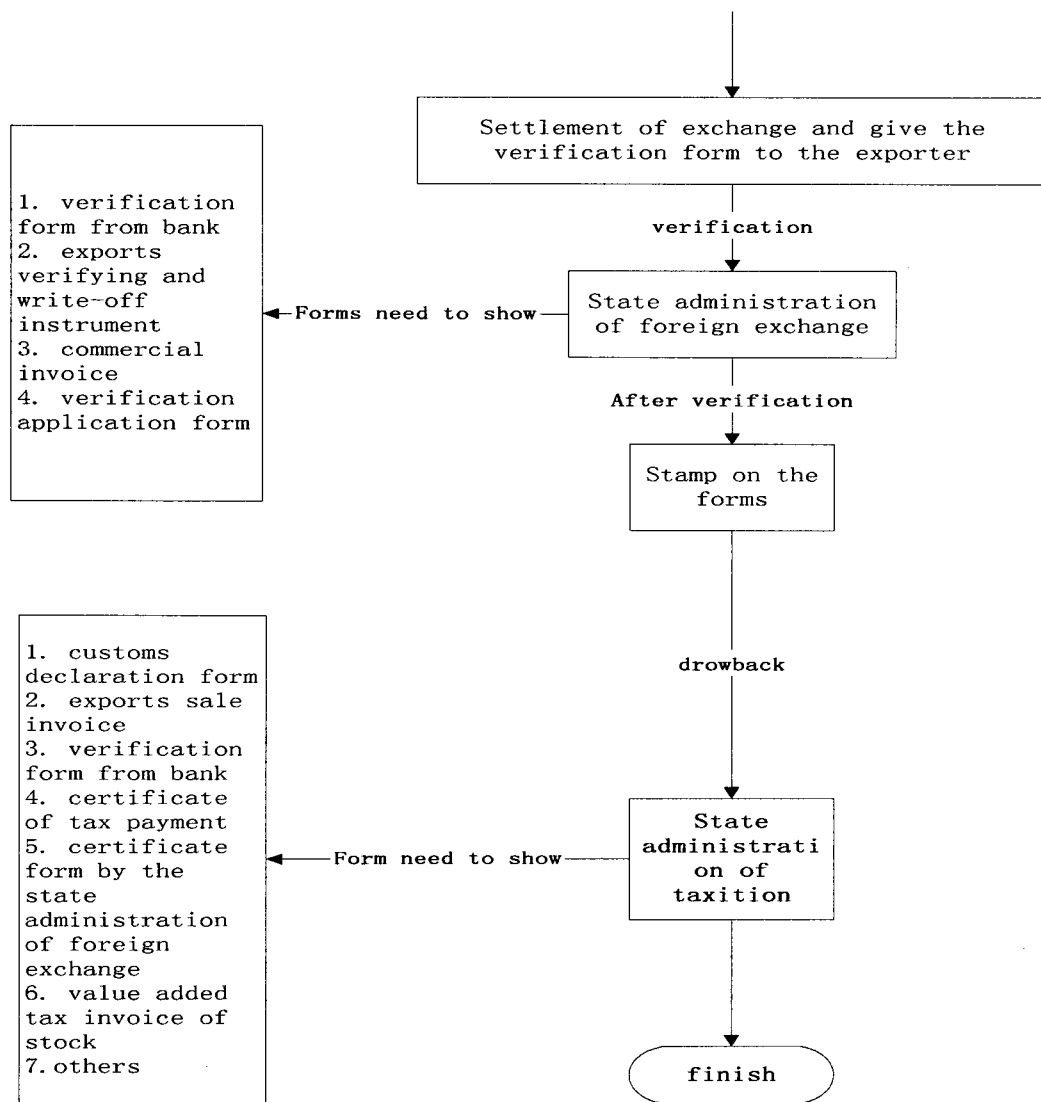 Settlement of exchange and give the
verification form to the exporter
verification
1. verification
form from bank
2. exports
verifying and
write-off
instrument
3. commercial
invoice
4. verification
application form
Forms need to show
State administration
of foreign exchange
After verification
Stamp on the
forms
drowback
1. customs
declaration form
2. exports sale
invoice
3. verification
form from bank
4. certificate
of tax payment
5. certificate
form by the
state
administration
of foreign
exchange
6. value added
tax invoice of
stock
7. others
Form need to show
State
administrati
on of
taxition
finish